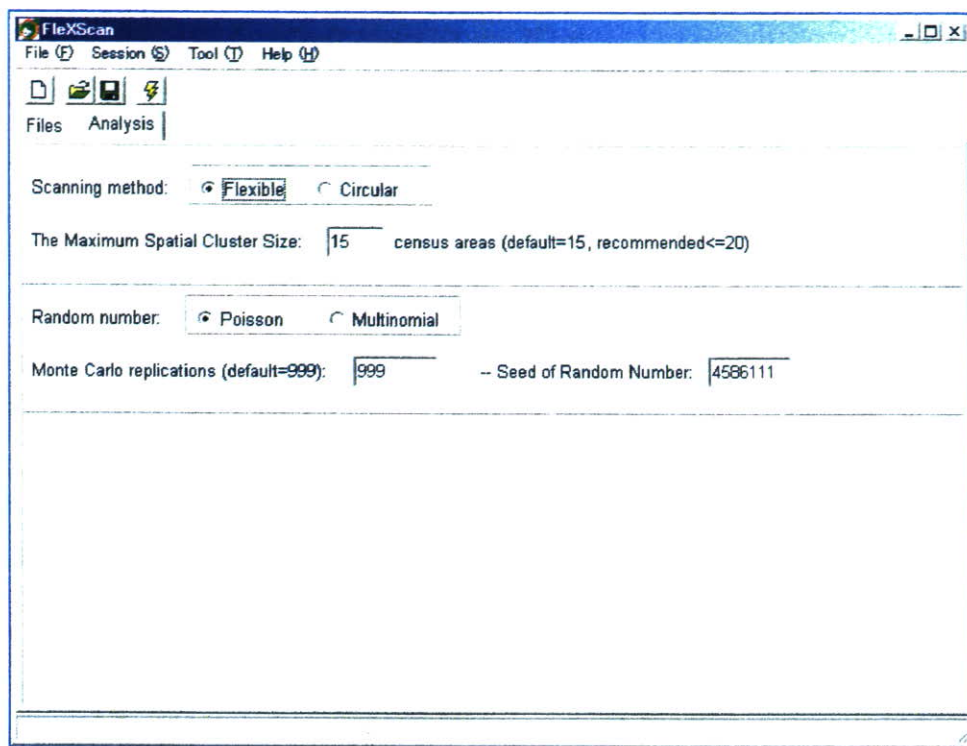 FleXScan
File (F) Session (S) Tool (T) Help (H)
Files Analysis
Scanning method: Flexible Circular
The Maximum Spatial Cluster Size: 15 census areas (default=15, recommended<=20)
Random number: Poisson Multinomial
Monte Carlo replications (default=999): 999 -- Seed of Random Number: 4586111